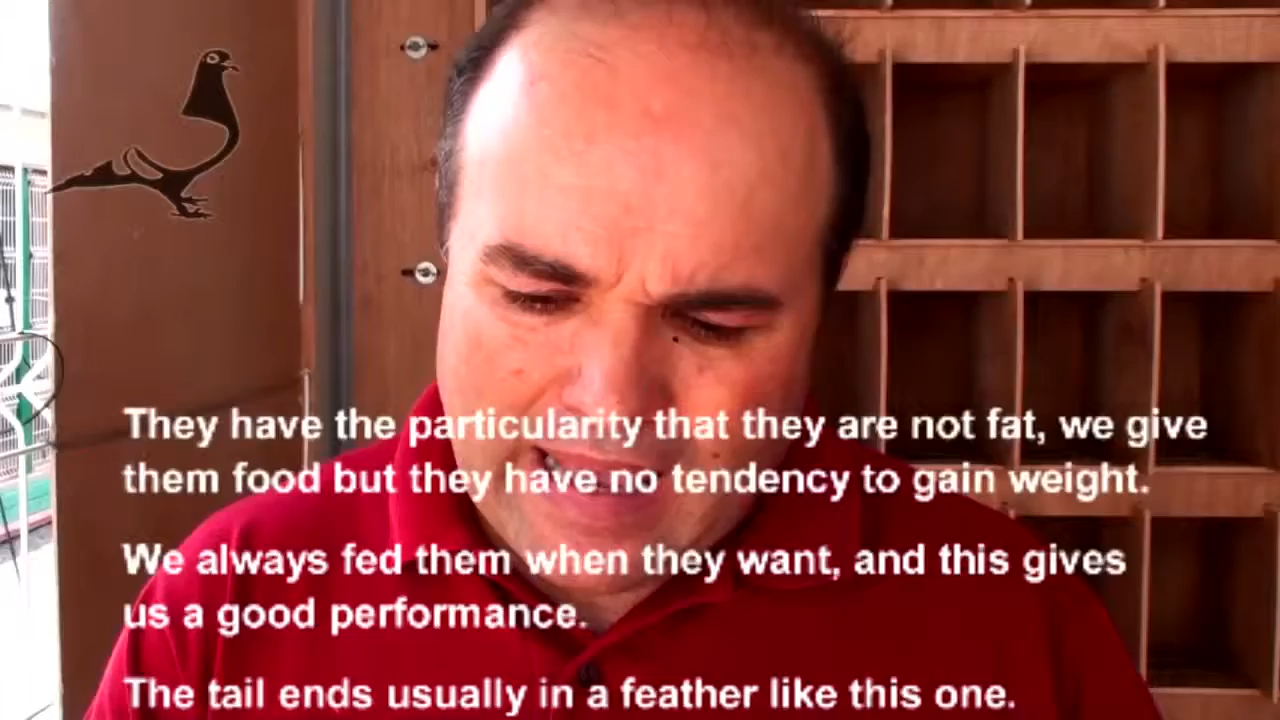 They have the particularity that they are not fat, we give
them food but they have no tendency to gain weight.
We always fed them when they want, and this gives
us a good performance.
The tail ends usually in a feather like this one.